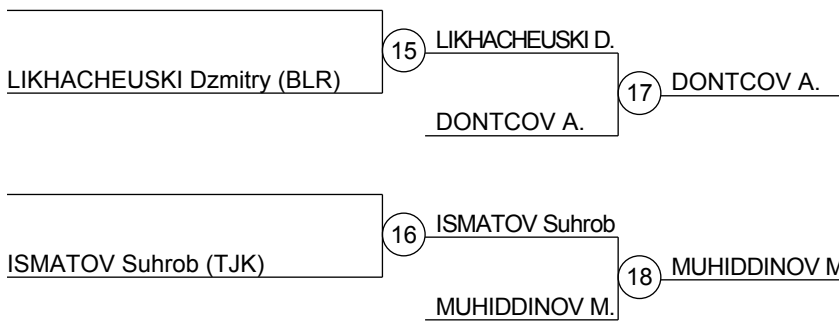 15
LIKHACHEUSKI D.
LIKHACHEUSKI Dzmitry (BLR)
17
DONTCOV A.
DONTCOV A.
16
ISMATOV Suhrob
ISMATOV Suhrob (TJK)
18
MUHIDDINOV M
MUHIDDINOV M.